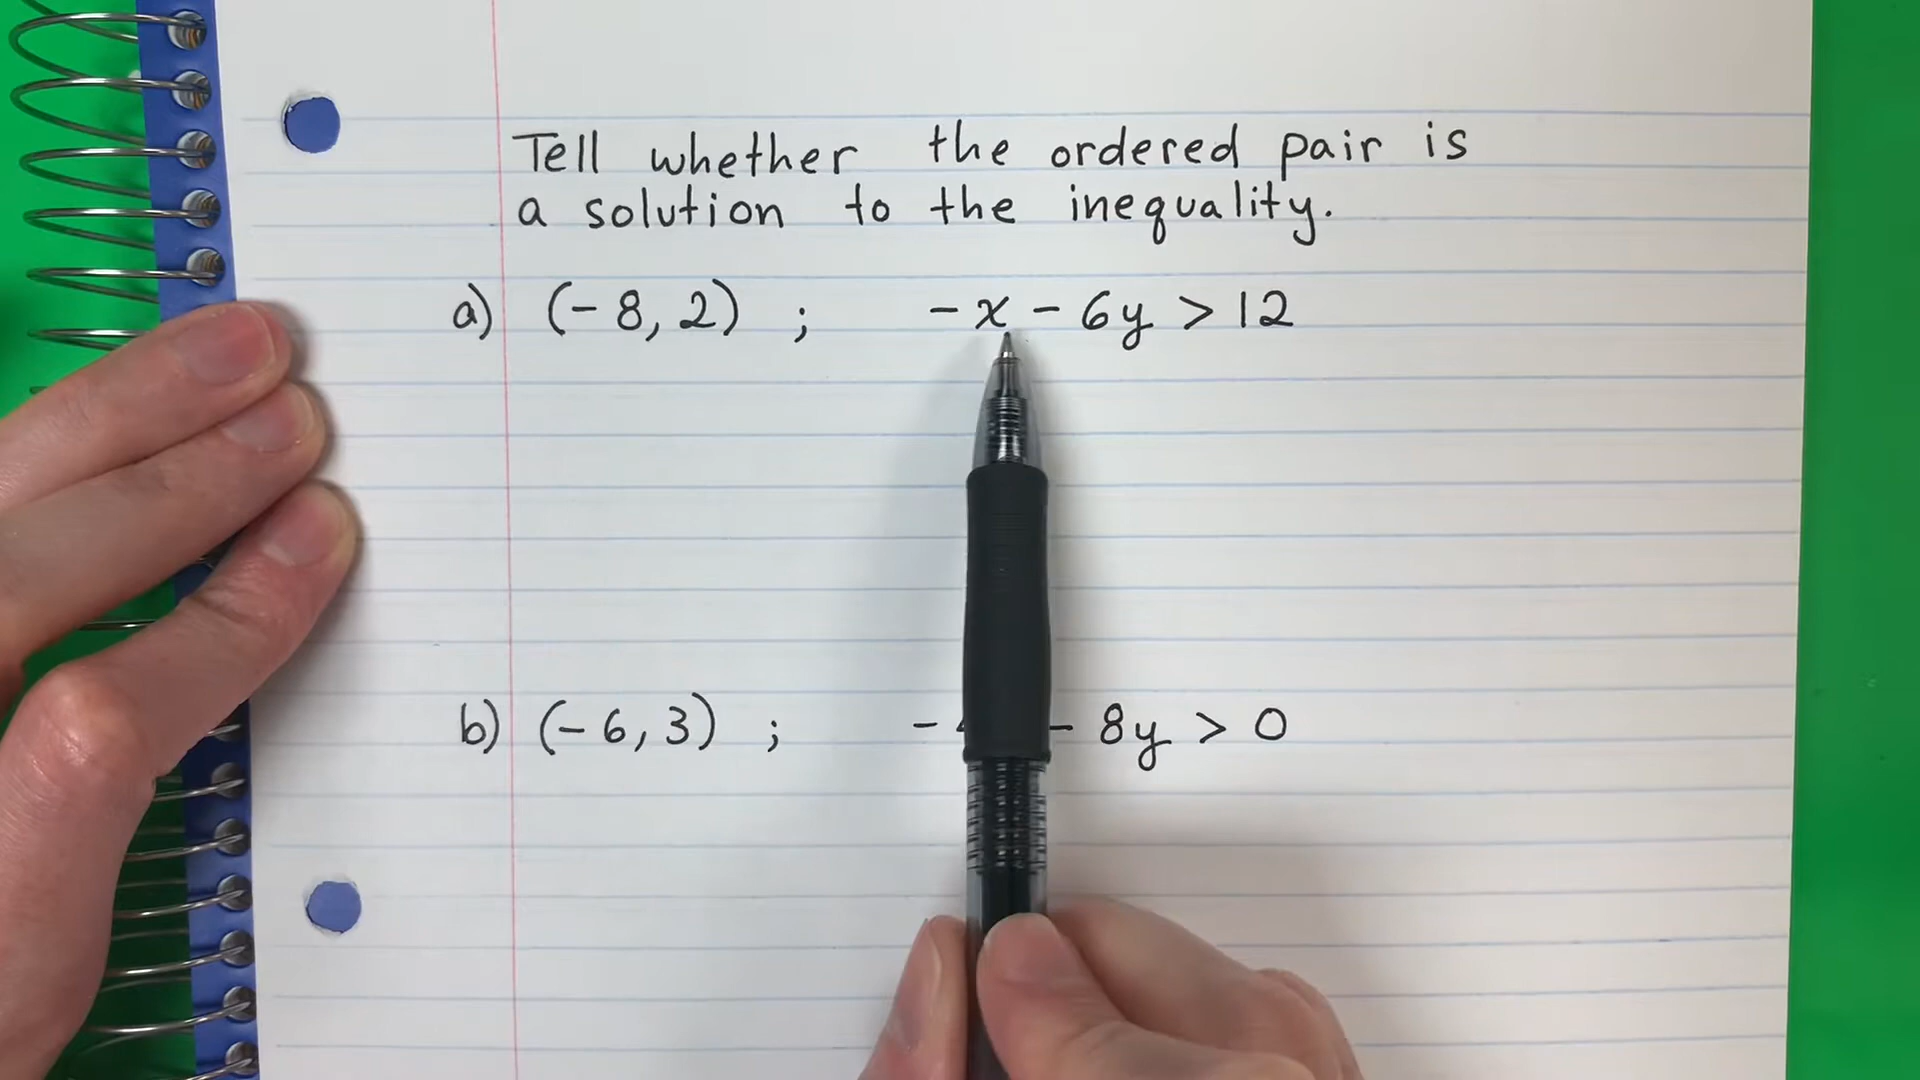 Tell whether the ordered pair is
a solution to the inequality.
a) (-8, 2) ; -x - 6y > 12
b) (-6, 3) ; - - 8y > 0